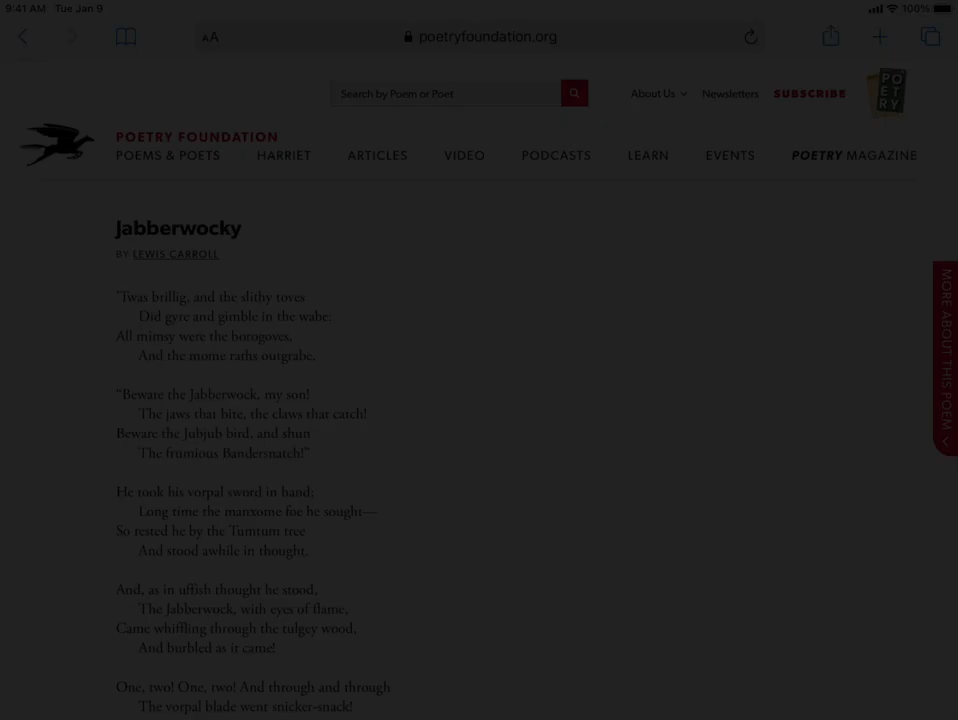 9:41 AM Tue Jan 9 100%
AA poetryfoundation.org
Search by Poem or Poet About Us Newsletters SUBSCRIBE PO
ET
RY
POETRY FOUNDATION
POEMS & POETS HARRIET ARTICLES VIDEO PODCASTS LEARN EVENTS POETRY MAGAZINE
Jabberwocky
BY LEWIS CARROLL
MORE ABOUT THIS POEM
’Twas brillig, and the slithy toves
Did gyre and gimble in the wabe:
All mimsy were the borogoves,
And the mome raths outgrabe.
“Beware the Jabberwock, my son!
The jaws that bite, the claws that catch!
Beware the Jubjub bird, and shun
The frumious Bandersnatch!”
He took his vorpal sword in hand;
Long time the manxome foe he sought—
So rested he by the Tumtum tree
And stood awhile in thought.
And, as in uffish thought he stood,
The Jabberwock, with eyes of flame,
Came whiffling through the tulgey wood,
And burbled as it came!
One, two! One, two! And through and through
The vorpal blade went snicker-snack!